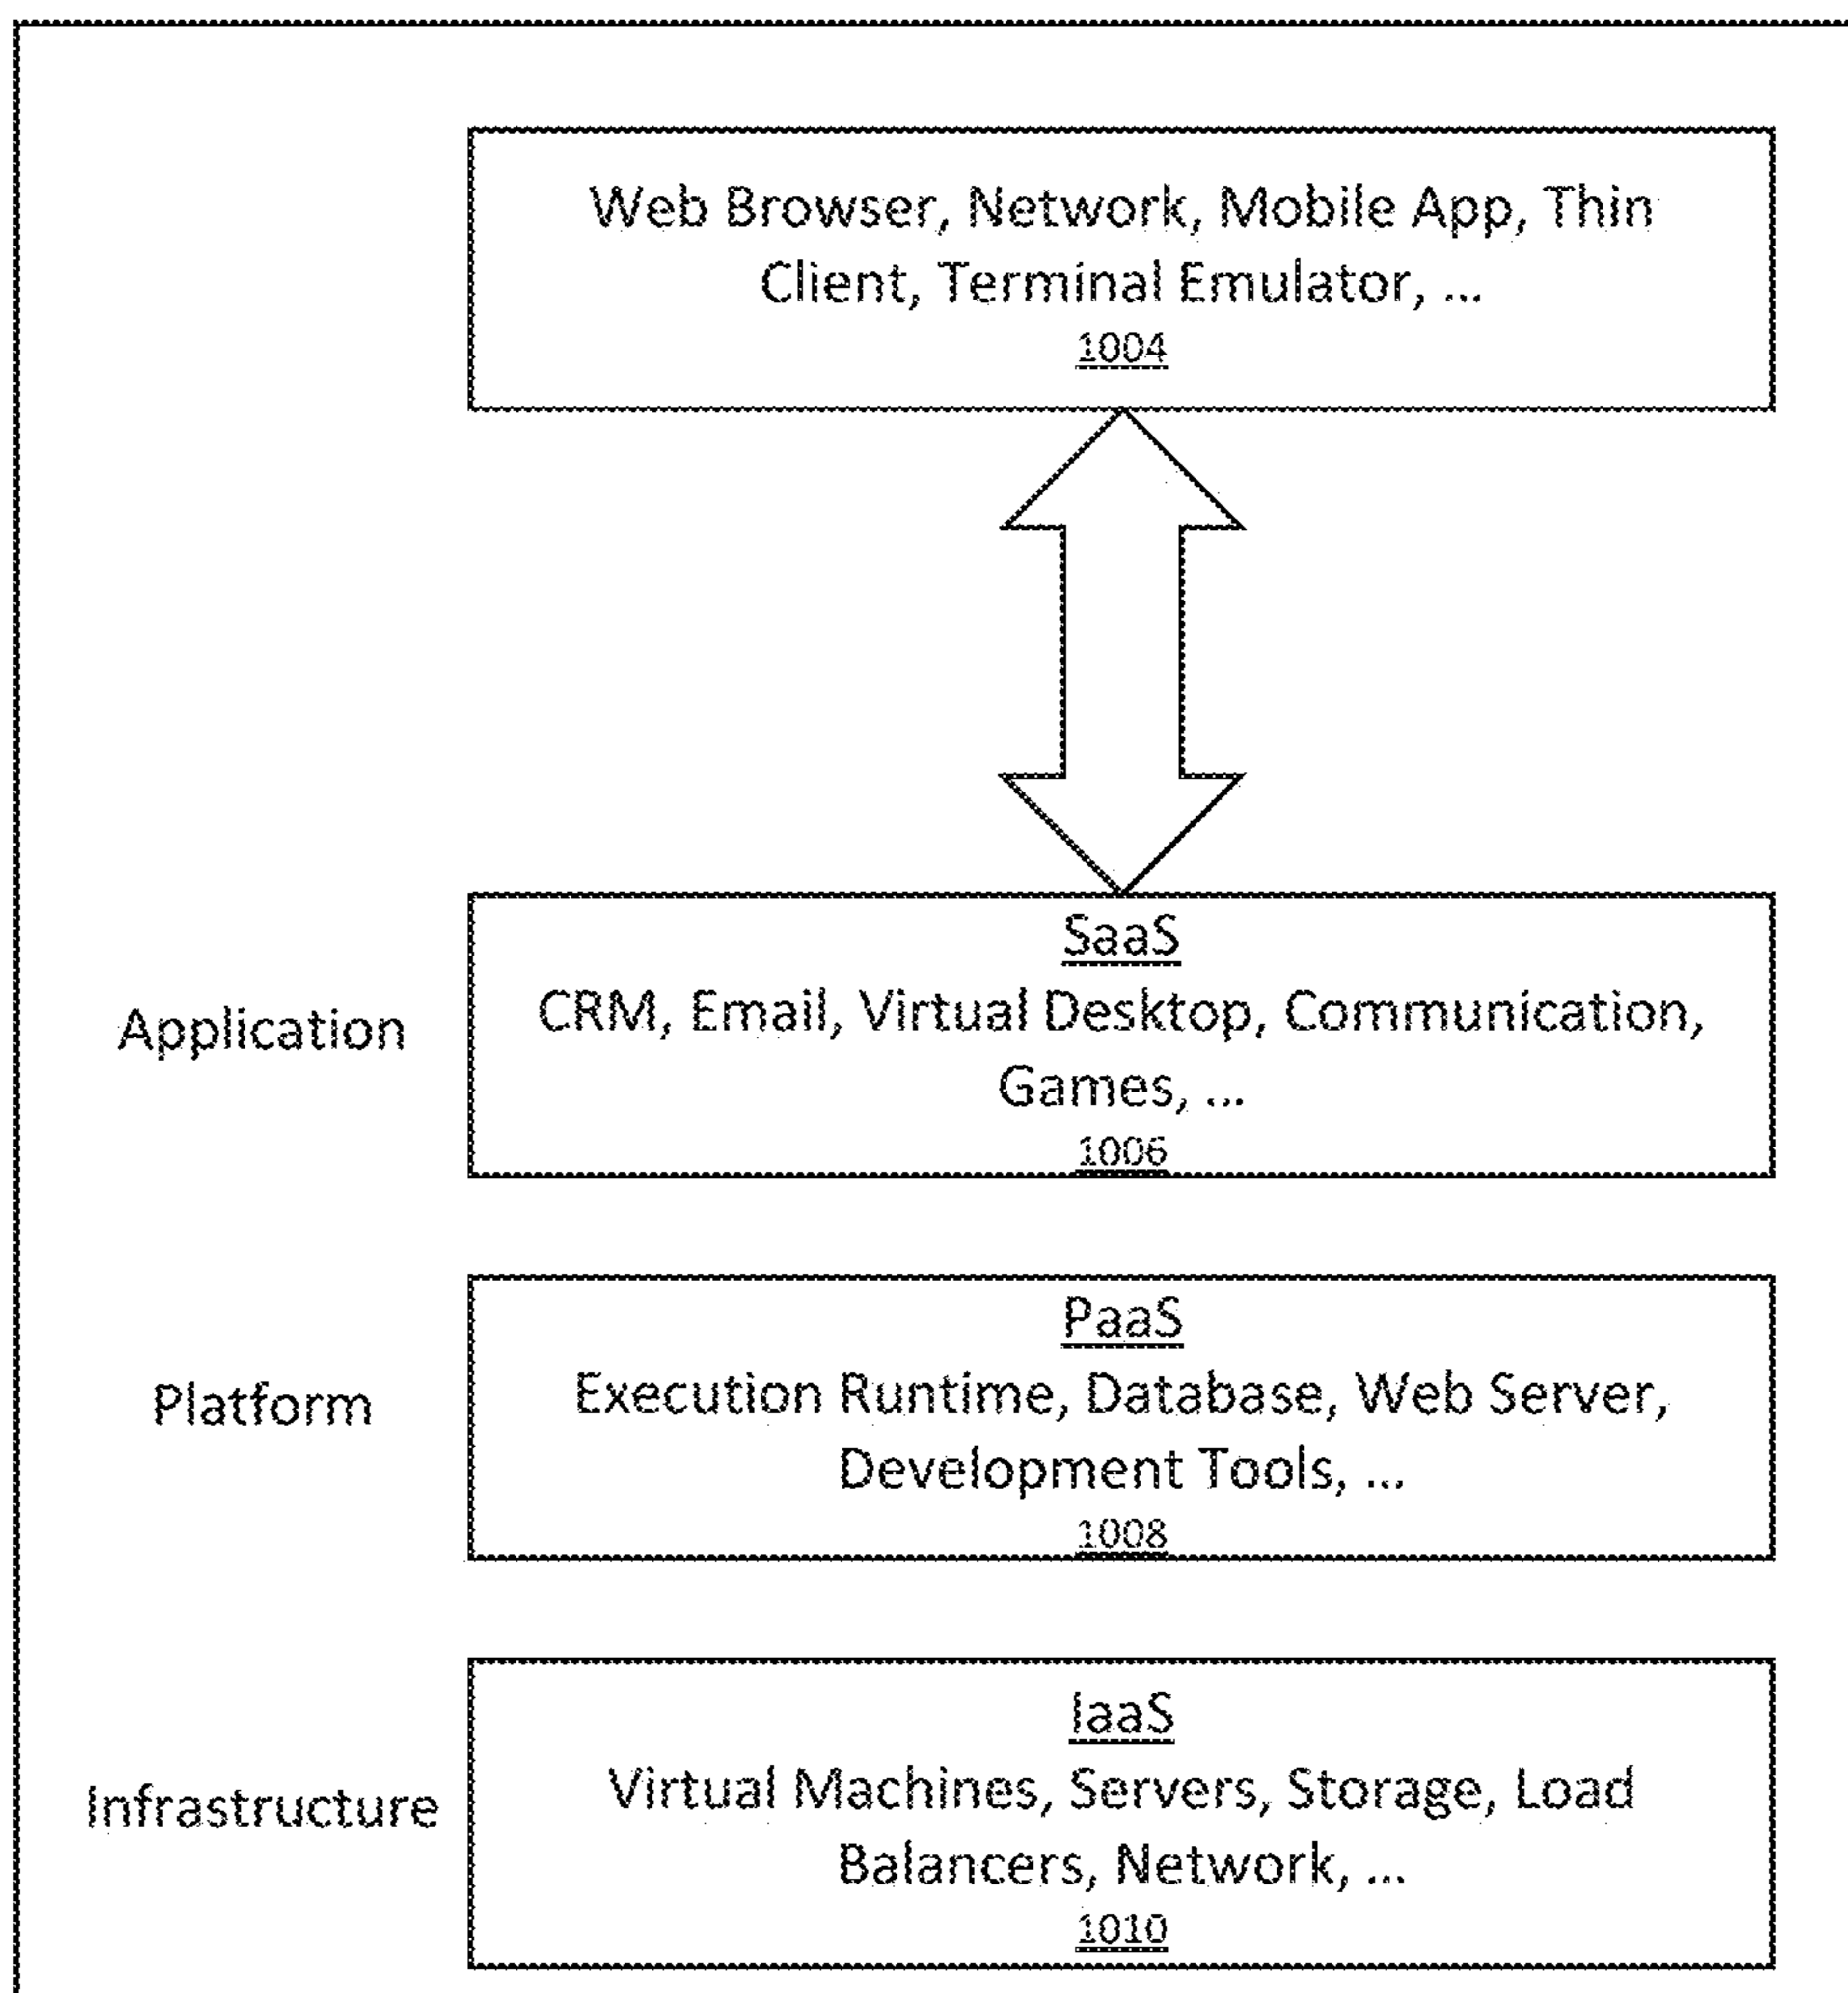 Web Browser, Network, Mobile App, Thin
Client, Terminal Emulator, ...
1004
SaaS
Application
CRM, Email, Virtual Desktop, Communication,
Games, ...
1006
PaaS
Platform
Execution Runtime, Database, Web Server,
Development Tools, ...
1008
IaaS
Infrastructure
Virtual Machines, Servers, Storage, Load
Balancers, Network, ...
1010